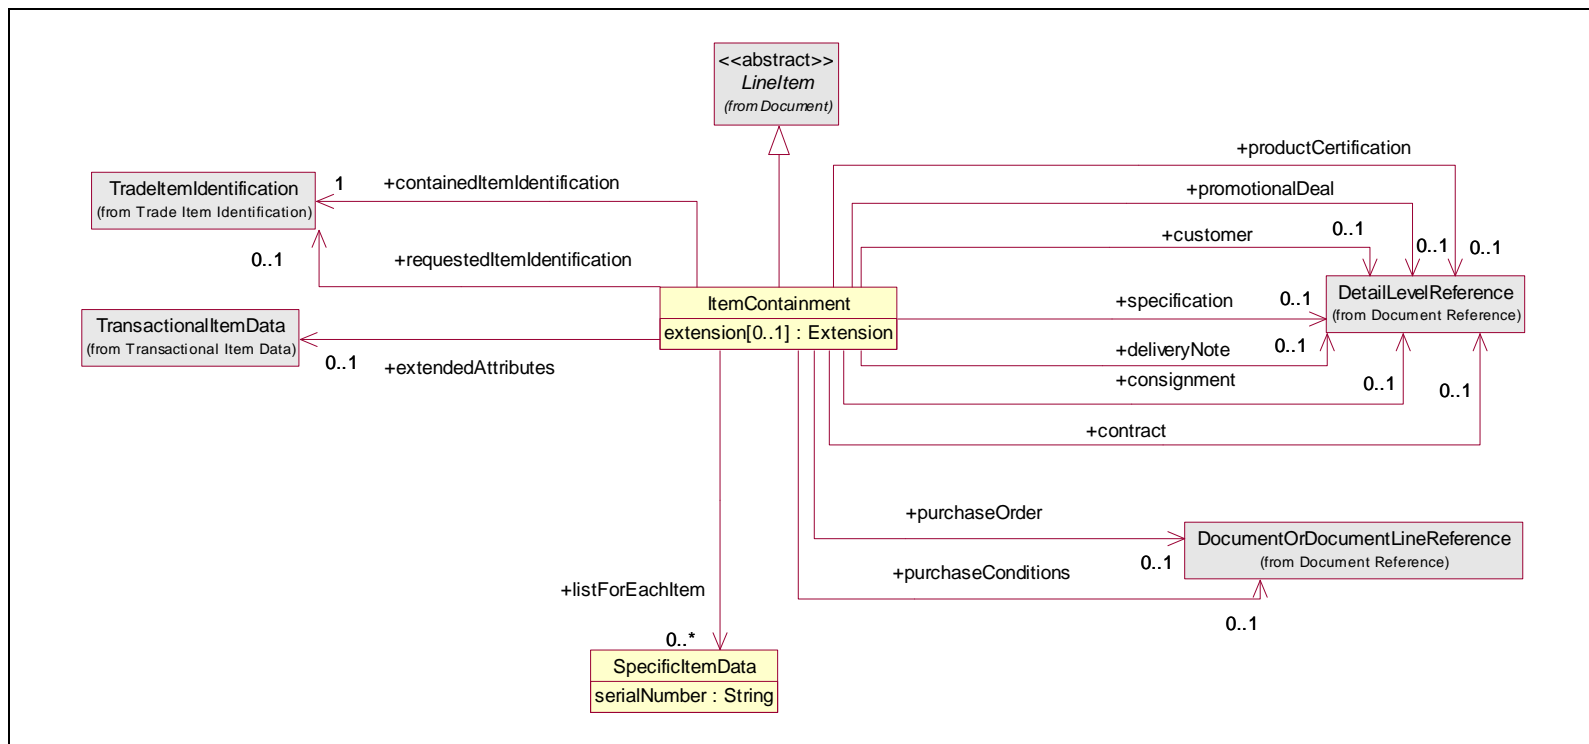 <<abstract>>
LineItem
(from Document)
+productCertification
+promotionalDeal
+customer
0..1
0..1
0..1
TradeItemIdentification
(from Trade Item Identification)
1
+containedItemIdentification
0..1
+requestedItemIdentification
ItemContainment
extension[0..1] : Extension
+specification
0..1
DetailLevelReference
(from Document Reference)
TransactionalItemData
(from Transactional Item Data)
0..1
+extendedAttributes
+deliveryNote
0..1
+consignment
0..1
0..1
+contract
+purchaseOrder
0..1
DocumentOrDocumentLineReference
(from Document Reference)
+purchaseConditions
0..1
+listForEachItem
0..*
SpecificItemData
serialNumber : String